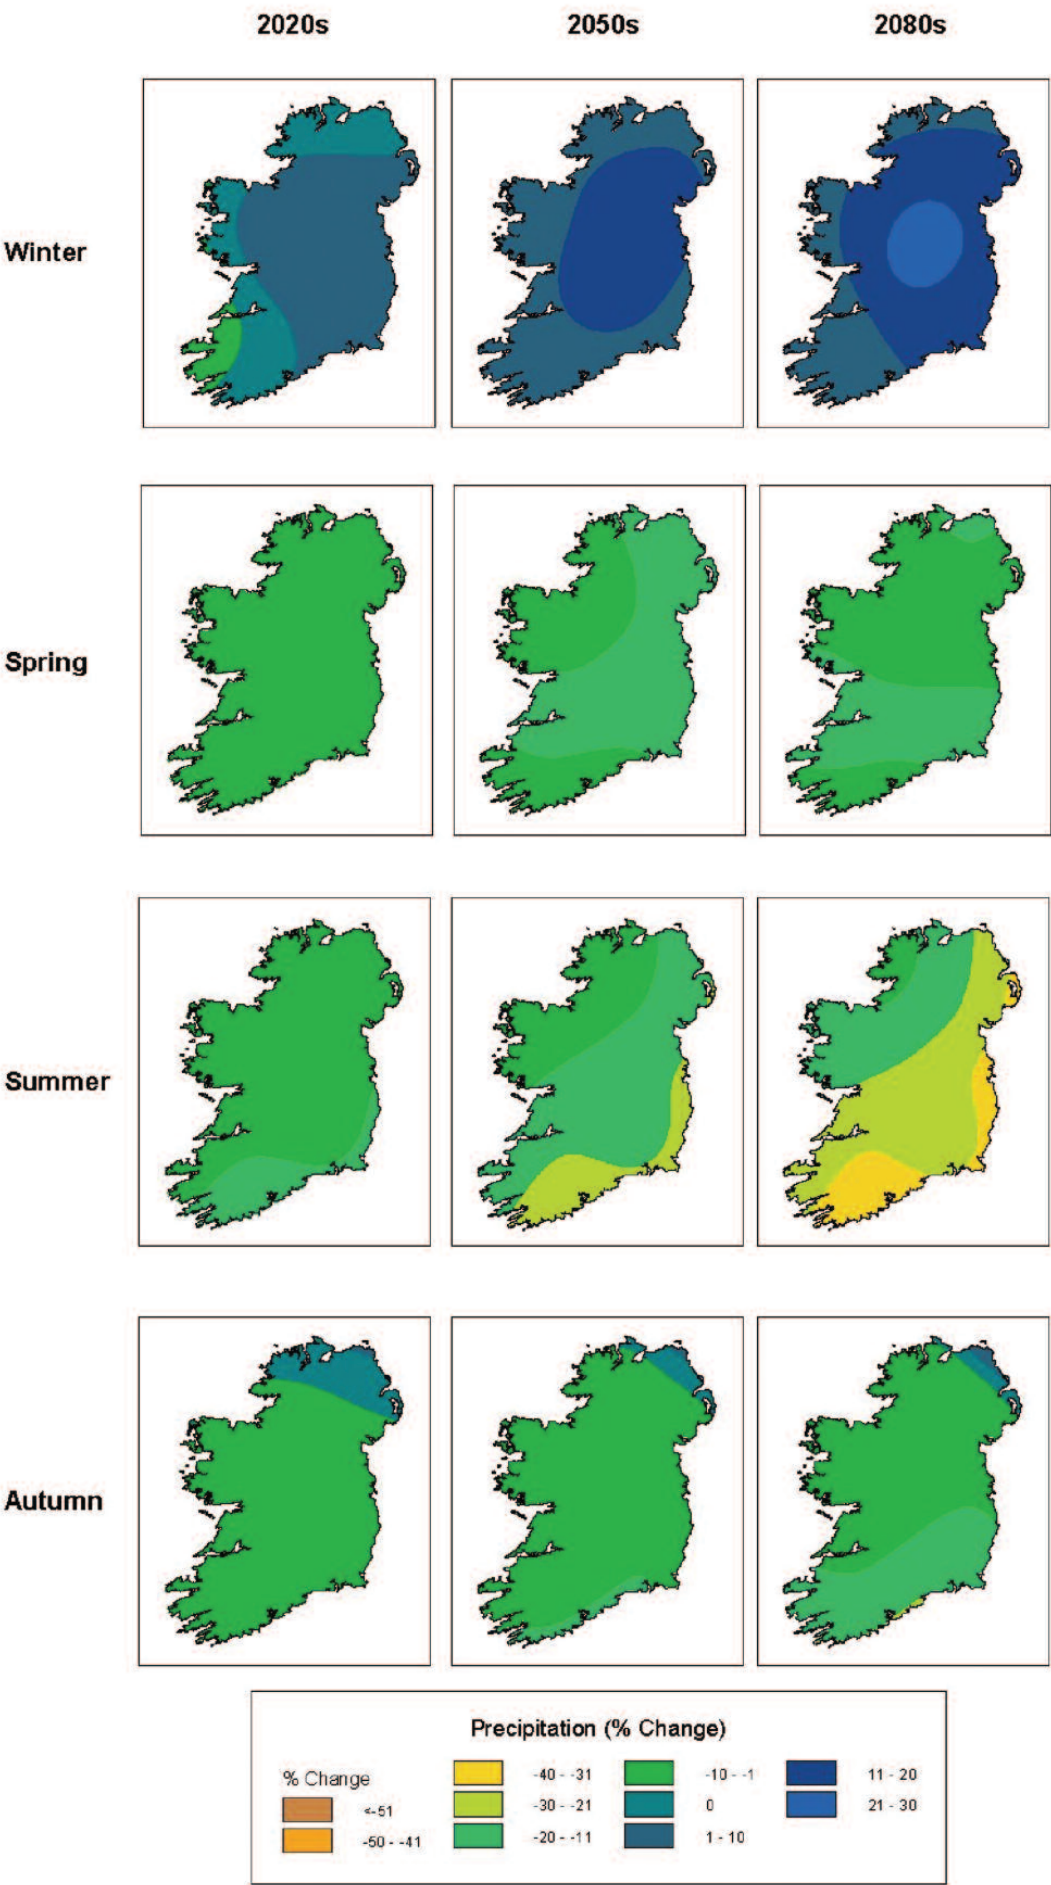 2020s 2050s 2080s
Winter
Spring
Summer
Autumn
Precipitation (% Change)
% Change
<-51
-50 - -41
-40 - -31
-30 - -21
-20 - -11
-10 - -1
0
1 - 10
11 - 20
21 - 30